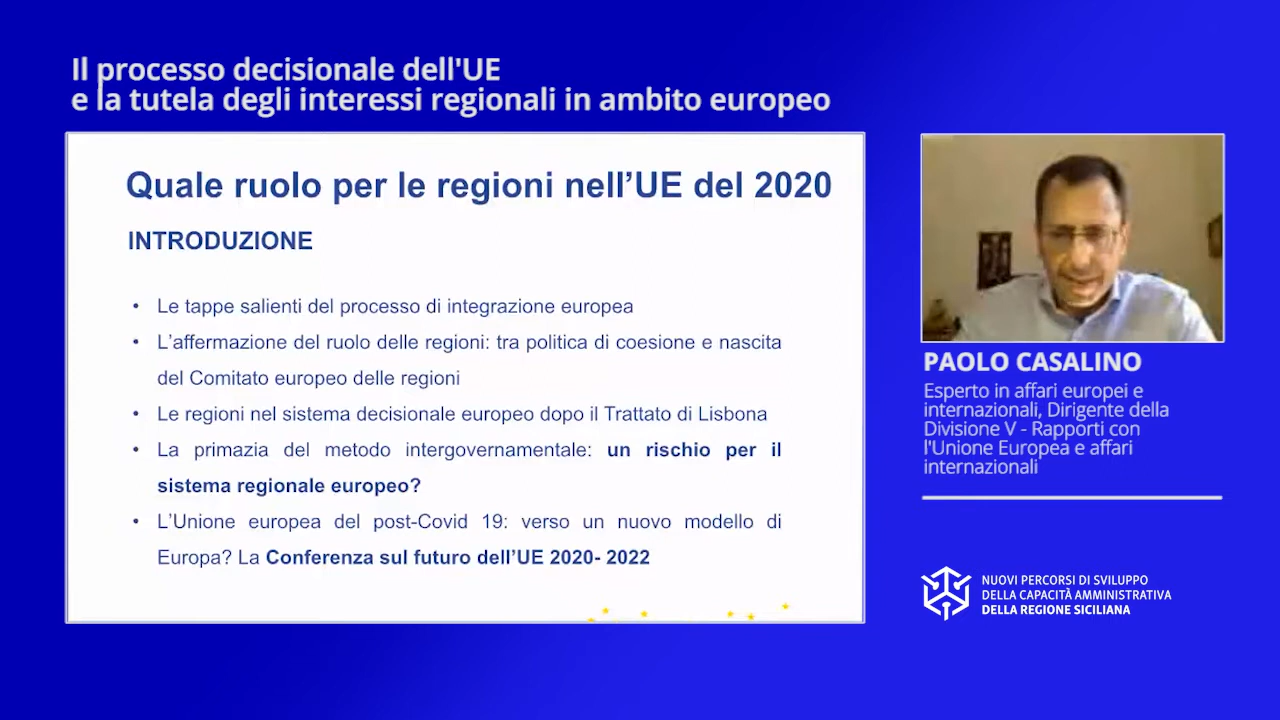 Il processo decisionale dell'UE
e la tutela degli interessi regionali in ambito europeo
Quale ruolo per le regioni nell’UE del 2020
INTRODUZIONE
• Le tappe salienti del processo di integrazione europea
• L’affermazione del ruolo delle regioni: tra politica di coesione e nascita
del Comitato europeo delle regioni
• Le regioni nel sistema decisionale europeo dopo il Trattato di Lisbona
• La primazia del metodo intergovernamentale: un rischio per il
sistema regionale europeo?
• L’Unione europea del post-Covid 19: verso un nuovo modello di
Europa? La Conferenza sul futuro dell’UE 2020- 2022
PAOLO CASALINO
Esperto in affari europei e
internazionali, Dirigente della
Divisione V - Rapporti con
l'Unione Europea e affari
internazionali
NUOVI PERCORSI DI SVILUPPO
DELLA CAPACITÀ AMMINISTRATIVA
DELLA REGIONE SICILIANA